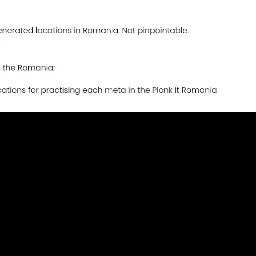 enerated locations in Romania. Not pinpointable.
the Romania:
cations for practising each meta in the Plonk It Romania